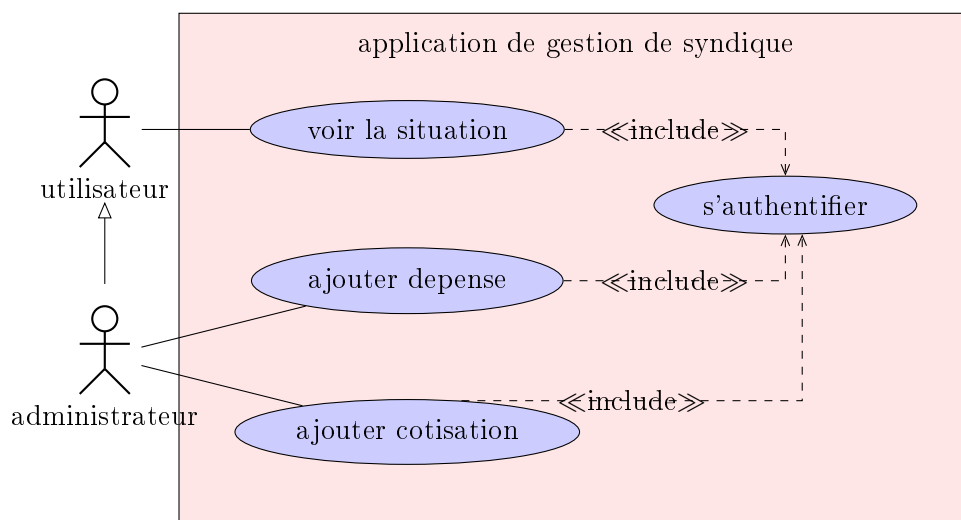 application de gestion de syndique
voir la situation
≪include≫
utilisateur
s'authentifier
ajouter depense
≪include≫
≪include≫
administrateur
ajouter cotisation